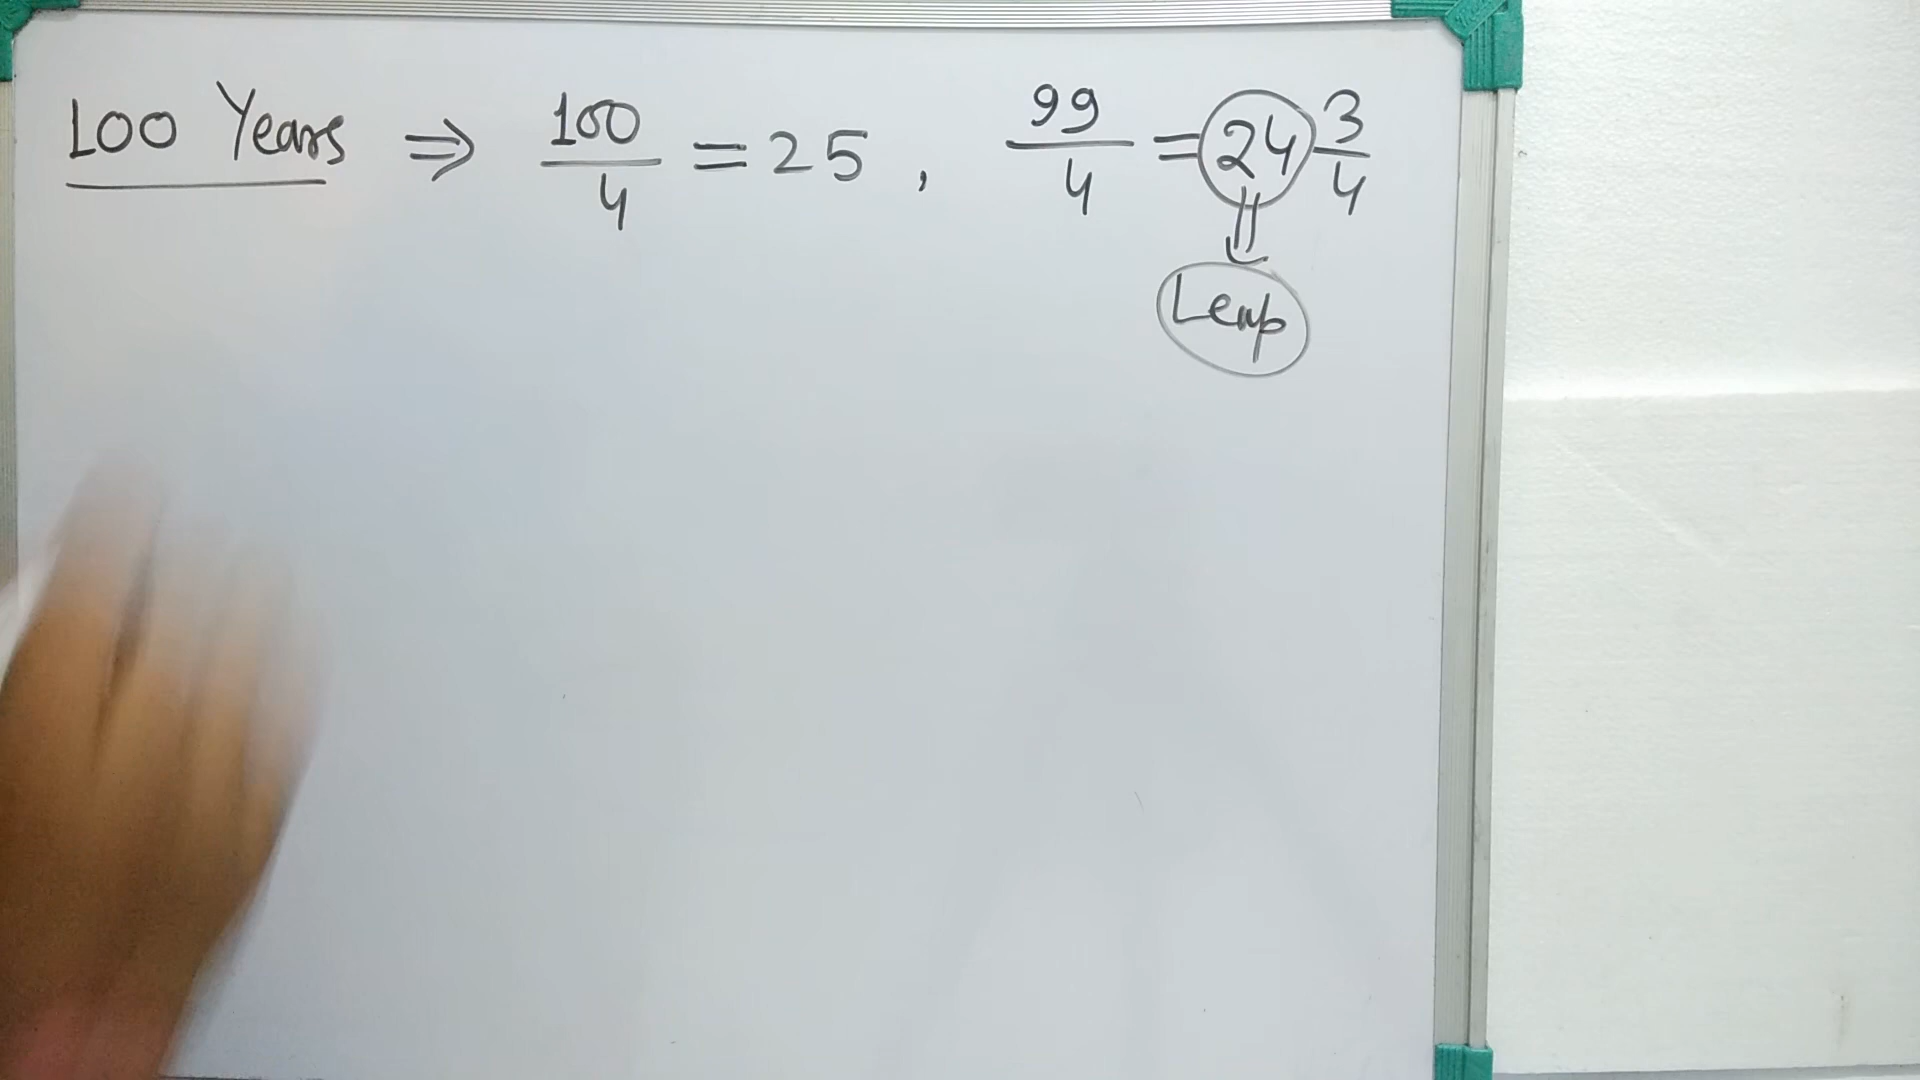 100 Years ⇒ 100/4 = 25 , 99/4 = 24 3/4
Leap